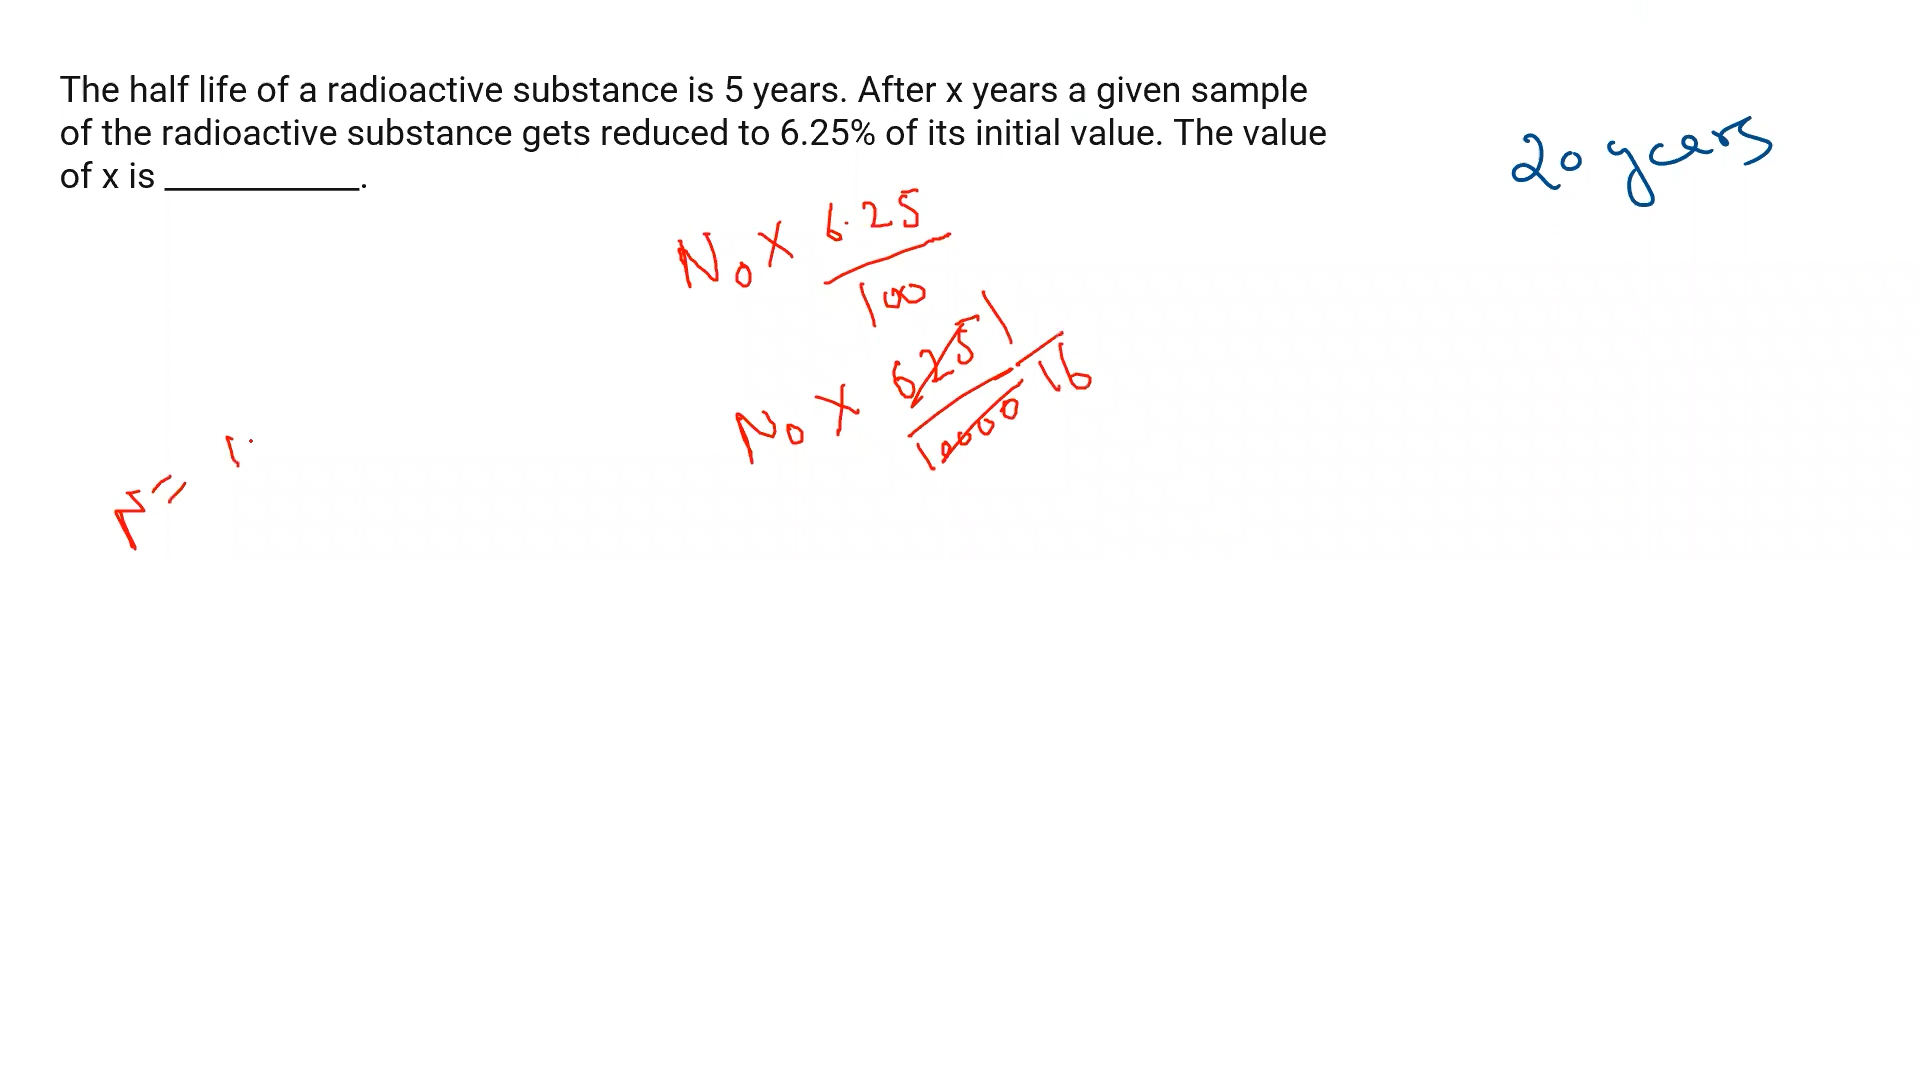 The half life of a radioactive substance is 5 years. After x years a given sample
of the radioactive substance gets reduced to 6.25% of its initial value. The value
of x is ___________.
20 years
N₀ × 6.25
100
N₀ × 625 1
10000 16
N =